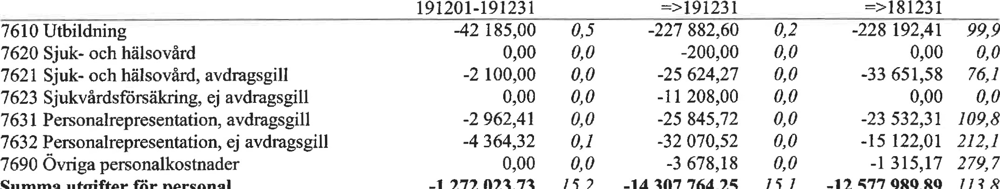 191201-191231 =>191231 =>181231
7610 Utbildning -42 185,00 0,5 -227 882,60 0,2 -228 192,41 99,9
7620 Sjuk- och hälsovård 0,00 0,0 -200,00 0,0 0,00 0,0
7621 Sjuk- och hälsovård, avdragsgill -2 100,00 0,0 -25 624,27 0,0 -33 651,58 76,1
7623 Sjukvårdsförsäkring, ej avdragsgill 0,00 0,0 -11 208,00 0,0 0,00 0,0
7631 Personalrepresentation, avdragsgill -2 962,41 0,0 -25 845,72 0,0 -23 532,31 109,8
7632 Personalrepresentation, ej avdragsgill -4 364,32 0,1 -32 070,52 0,0 -15 122,01 212,1
7690 Övriga personalkostnader 0,00 0,0 -3 678,18 0,0 -1 315,17 279,7
Summa utgifter för personal -1 272 023,73 15,2 -14 307 764,25 15,1 -12 577 989,89 113,8